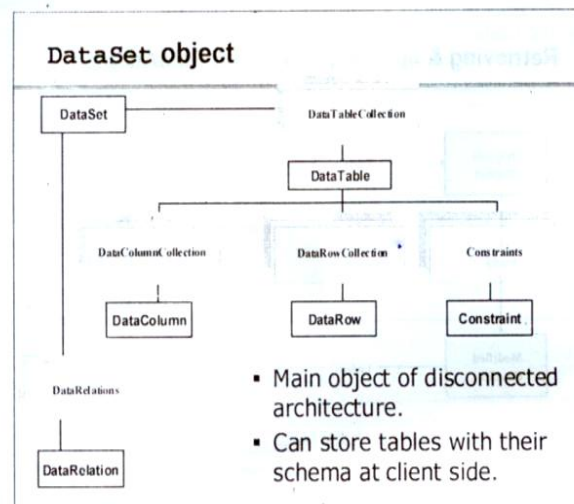 DataSet object
DataSet
DataTableCollection
DataTable
DataColumnCollection
DataRowCollection
Constraints
DataColumn
DataRow
Constraint
DataRelations
DataRelation
▪ Main object of disconnected
architecture.
▪ Can store tables with their
schema at client side.